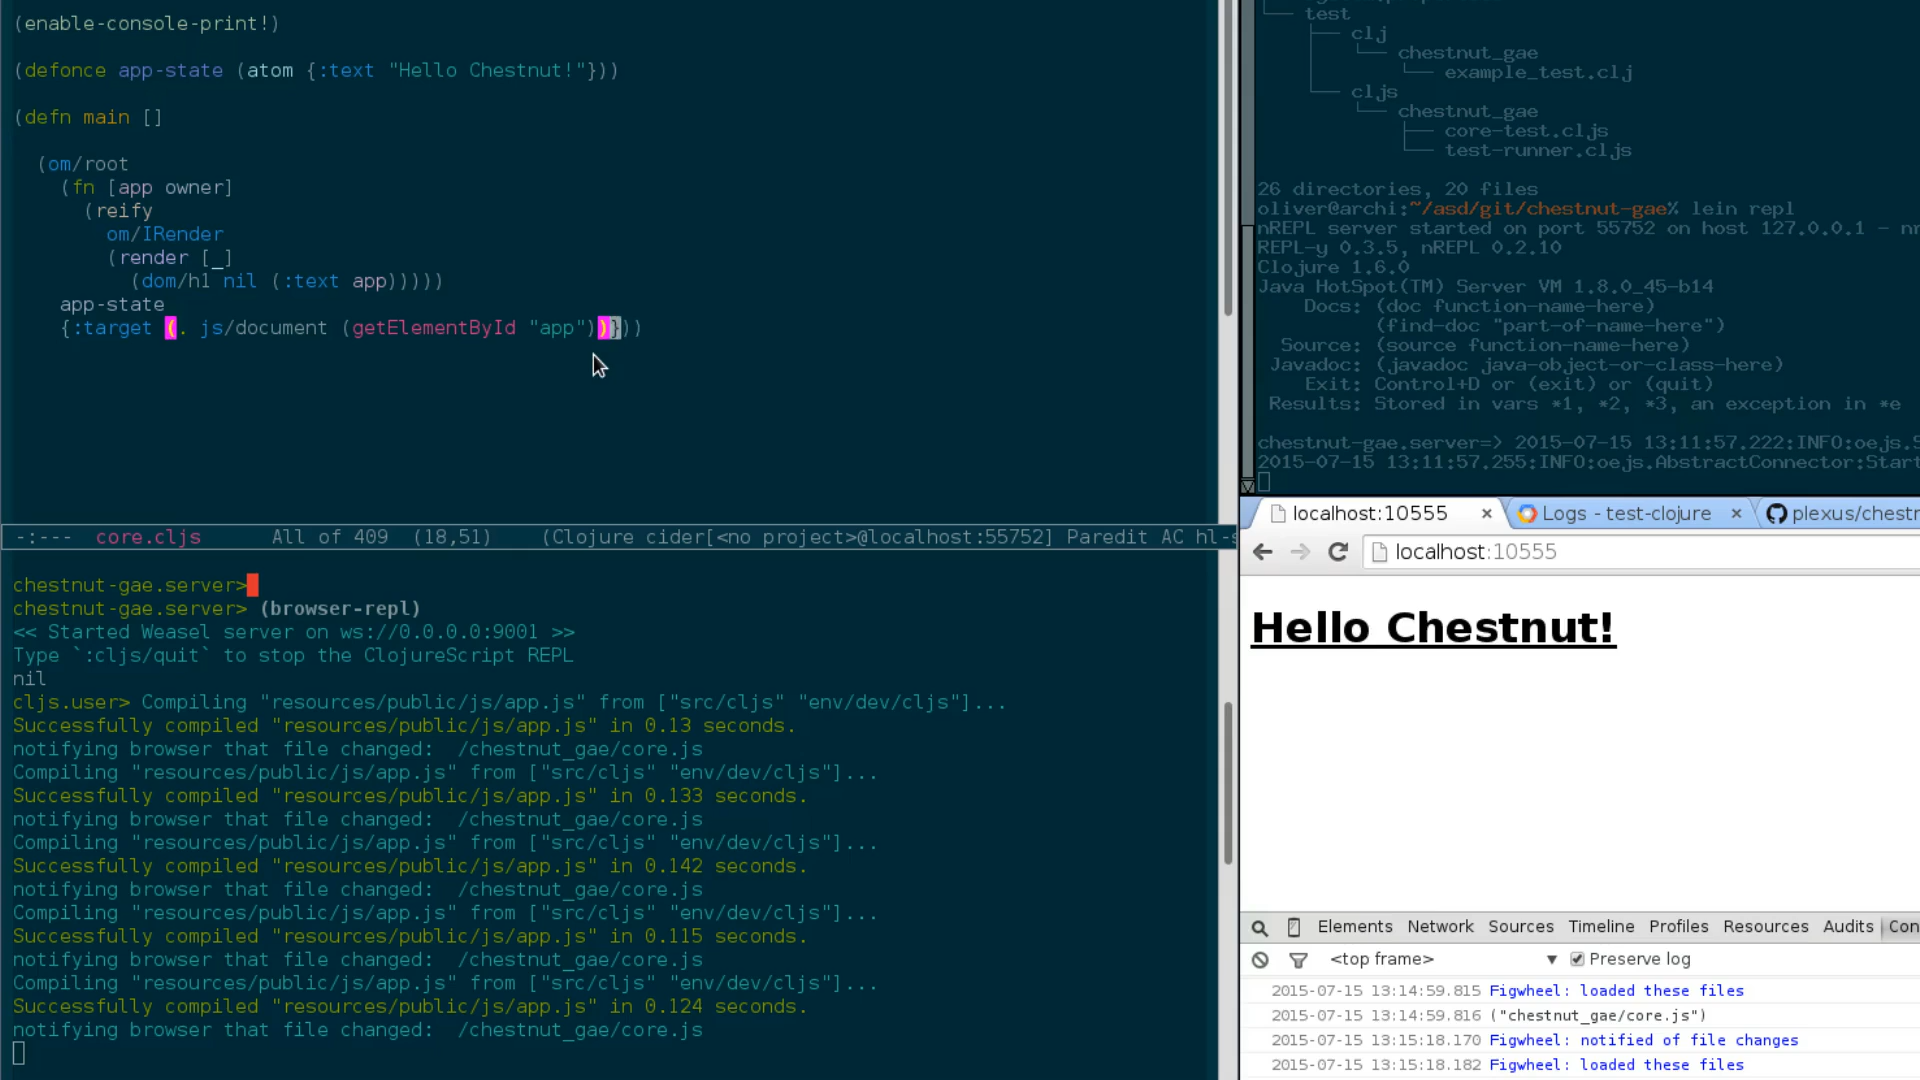 (enable-console-print!)
(defonce app-state (atom {:text "Hello Chestnut!"}))
(defn main []
(om/root
(fn [app owner]
(reify
om/IRender
(render [_]
(dom/h1 nil (:text app)))))
app-state
{:target (. js/document (getElementById "app"))}))
-:--- core.cljs All of 409 (18,51) (Clojure cider[<no project>@localhost:55752] Paredit AC hl-s
chestnut-gae.server>
chestnut-gae.server> (browser-repl)
<< Started Weasel server on ws://0.0.0.0:9001 >>
Type `:cljs/quit` to stop the ClojureScript REPL
nil
cljs.user> Compiling "resources/public/js/app.js" from ["src/cljs" "env/dev/cljs"]...
Successfully compiled "resources/public/js/app.js" in 0.13 seconds.
notifying browser that file changed: /chestnut_gae/core.js
Compiling "resources/public/js/app.js" from ["src/cljs" "env/dev/cljs"]...
Successfully compiled "resources/public/js/app.js" in 0.133 seconds.
notifying browser that file changed: /chestnut_gae/core.js
Compiling "resources/public/js/app.js" from ["src/cljs" "env/dev/cljs"]...
Successfully compiled "resources/public/js/app.js" in 0.142 seconds.
notifying browser that file changed: /chestnut_gae/core.js
Compiling "resources/public/js/app.js" from ["src/cljs" "env/dev/cljs"]...
Successfully compiled "resources/public/js/app.js" in 0.115 seconds.
notifying browser that file changed: /chestnut_gae/core.js
Compiling "resources/public/js/app.js" from ["src/cljs" "env/dev/cljs"]...
Successfully compiled "resources/public/js/app.js" in 0.124 seconds.
notifying browser that file changed: /chestnut_gae/core.js
test
clj
chestnut_gae
example_test.clj
cljs
chestnut_gae
core-test.cljs
test-runner.cljs
26 directories, 20 files
oliver@archi:~/asd/git/chestnut-gae% lein repl
nREPL server started on port 55752 on host 127.0.0.1 - nr
REPL-y 0.3.5, nREPL 0.2.10
Clojure 1.6.0
Java HotSpot(TM) Server VM 1.8.0_45-b14
Docs: (doc function-name-here)
(find-doc "part-of-name-here")
Source: (source function-name-here)
Javadoc: (javadoc java-object-or-class-here)
Exit: Control+D or (exit) or (quit)
Results: Stored in vars *1, *2, *3, an exception in *e
chestnut-gae.server=> 2015-07-15 13:11:57.222:INFO:oejs.S
2015-07-15 13:11:57.255:INFO:oejs.AbstractConnector:Start
localhost:10555 × Logs - test-clojure × plexus/chestn
localhost:10555
Hello Chestnut!
Elements Network Sources Timeline Profiles Resources Audits Con
<top frame> ▼ Preserve log
2015-07-15 13:14:59.815 Figwheel: loaded these files
2015-07-15 13:14:59.816 ("chestnut_gae/core.js")
2015-07-15 13:15:18.170 Figwheel: notified of file changes
2015-07-15 13:15:18.182 Figwheel: loaded these files